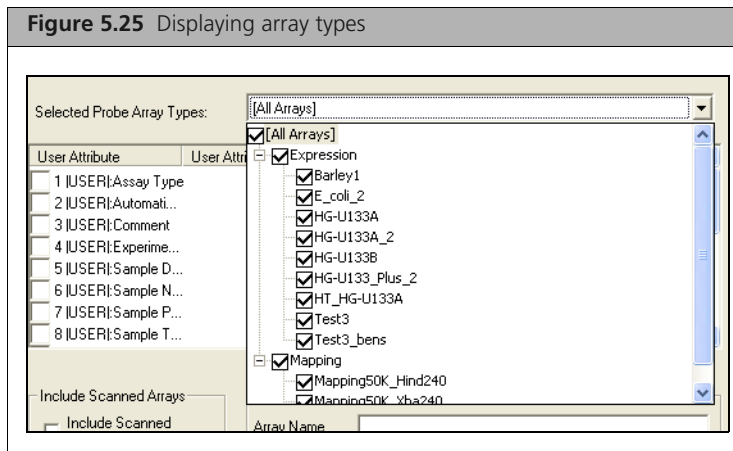 Figure 5.25 Displaying array types
Selected Probe Array Types:
[All Arrays]
[All Arrays]
Expression
Barley1
E_coli_2
HG-U133A
HG-U133A_2
HG-U133B
HG-U133_Plus_2
HT_HG-U133A
Test3
Test3_bens
Mapping
Mapping50K_Hind240
Mapping50K_Xba240
User Attribute User Attri
1 |USER|:Assay Type
2 |USER|:Automati...
3 |USER|:Comment
4 |USER|:Experime...
5 |USER|:Sample D...
6 |USER|:Sample N...
7 |USER|:Sample P...
8 |USER|:Sample T...
Include Scanned Arrays
Include Scanned
Array Name